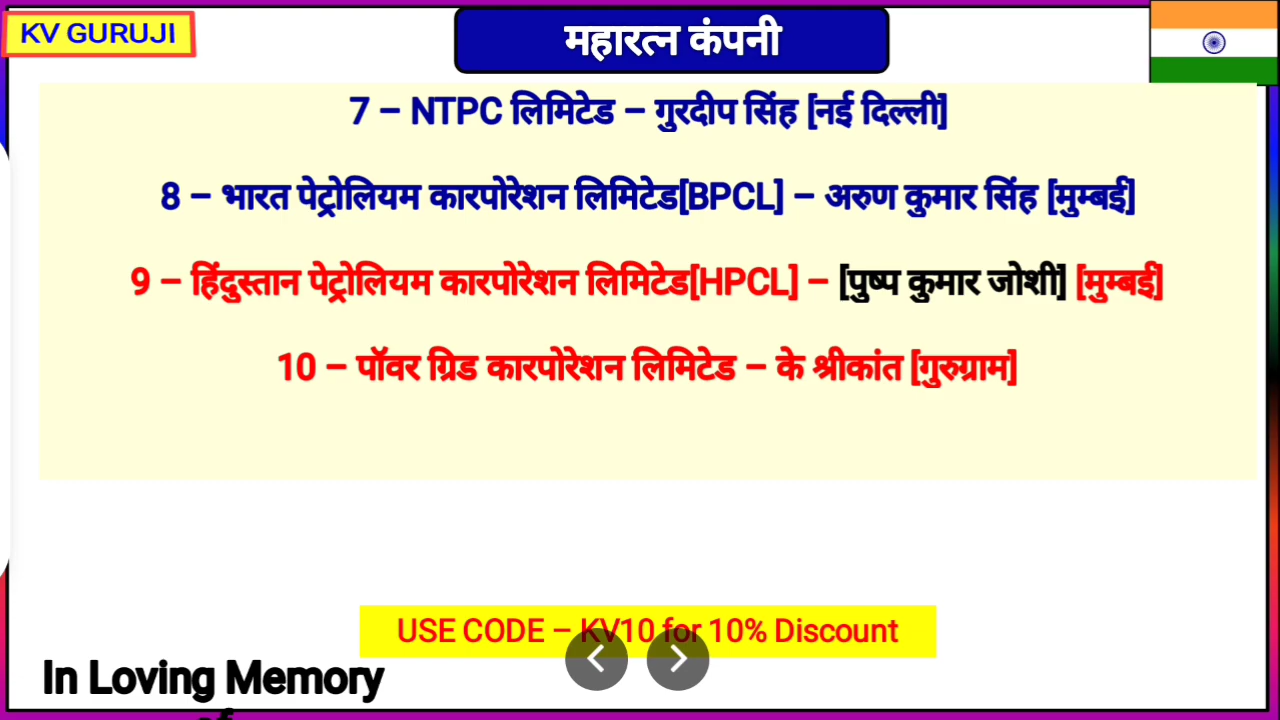 KV GURUJI
महारत्न कंपनी
7 – NTPC लिमिटेड – गुरदीप सिंह [नई दिल्ली]
8 – भारत पेट्रोलियम कारपोरेशन लिमिटेड[BPCL] – अरुण कुमार सिंह [मुम्बई]
9 – हिंदुस्तान पेट्रोलियम कारपोरेशन लिमिटेड[HPCL] – [पुष्प कुमार जोशी] [मुम्बई]
10 – पॉवर ग्रिड कारपोरेशन लिमिटेड – के श्रीकांत [गुरुग्राम]
USE CODE – KV10 for 10% Discount
In Loving Memory